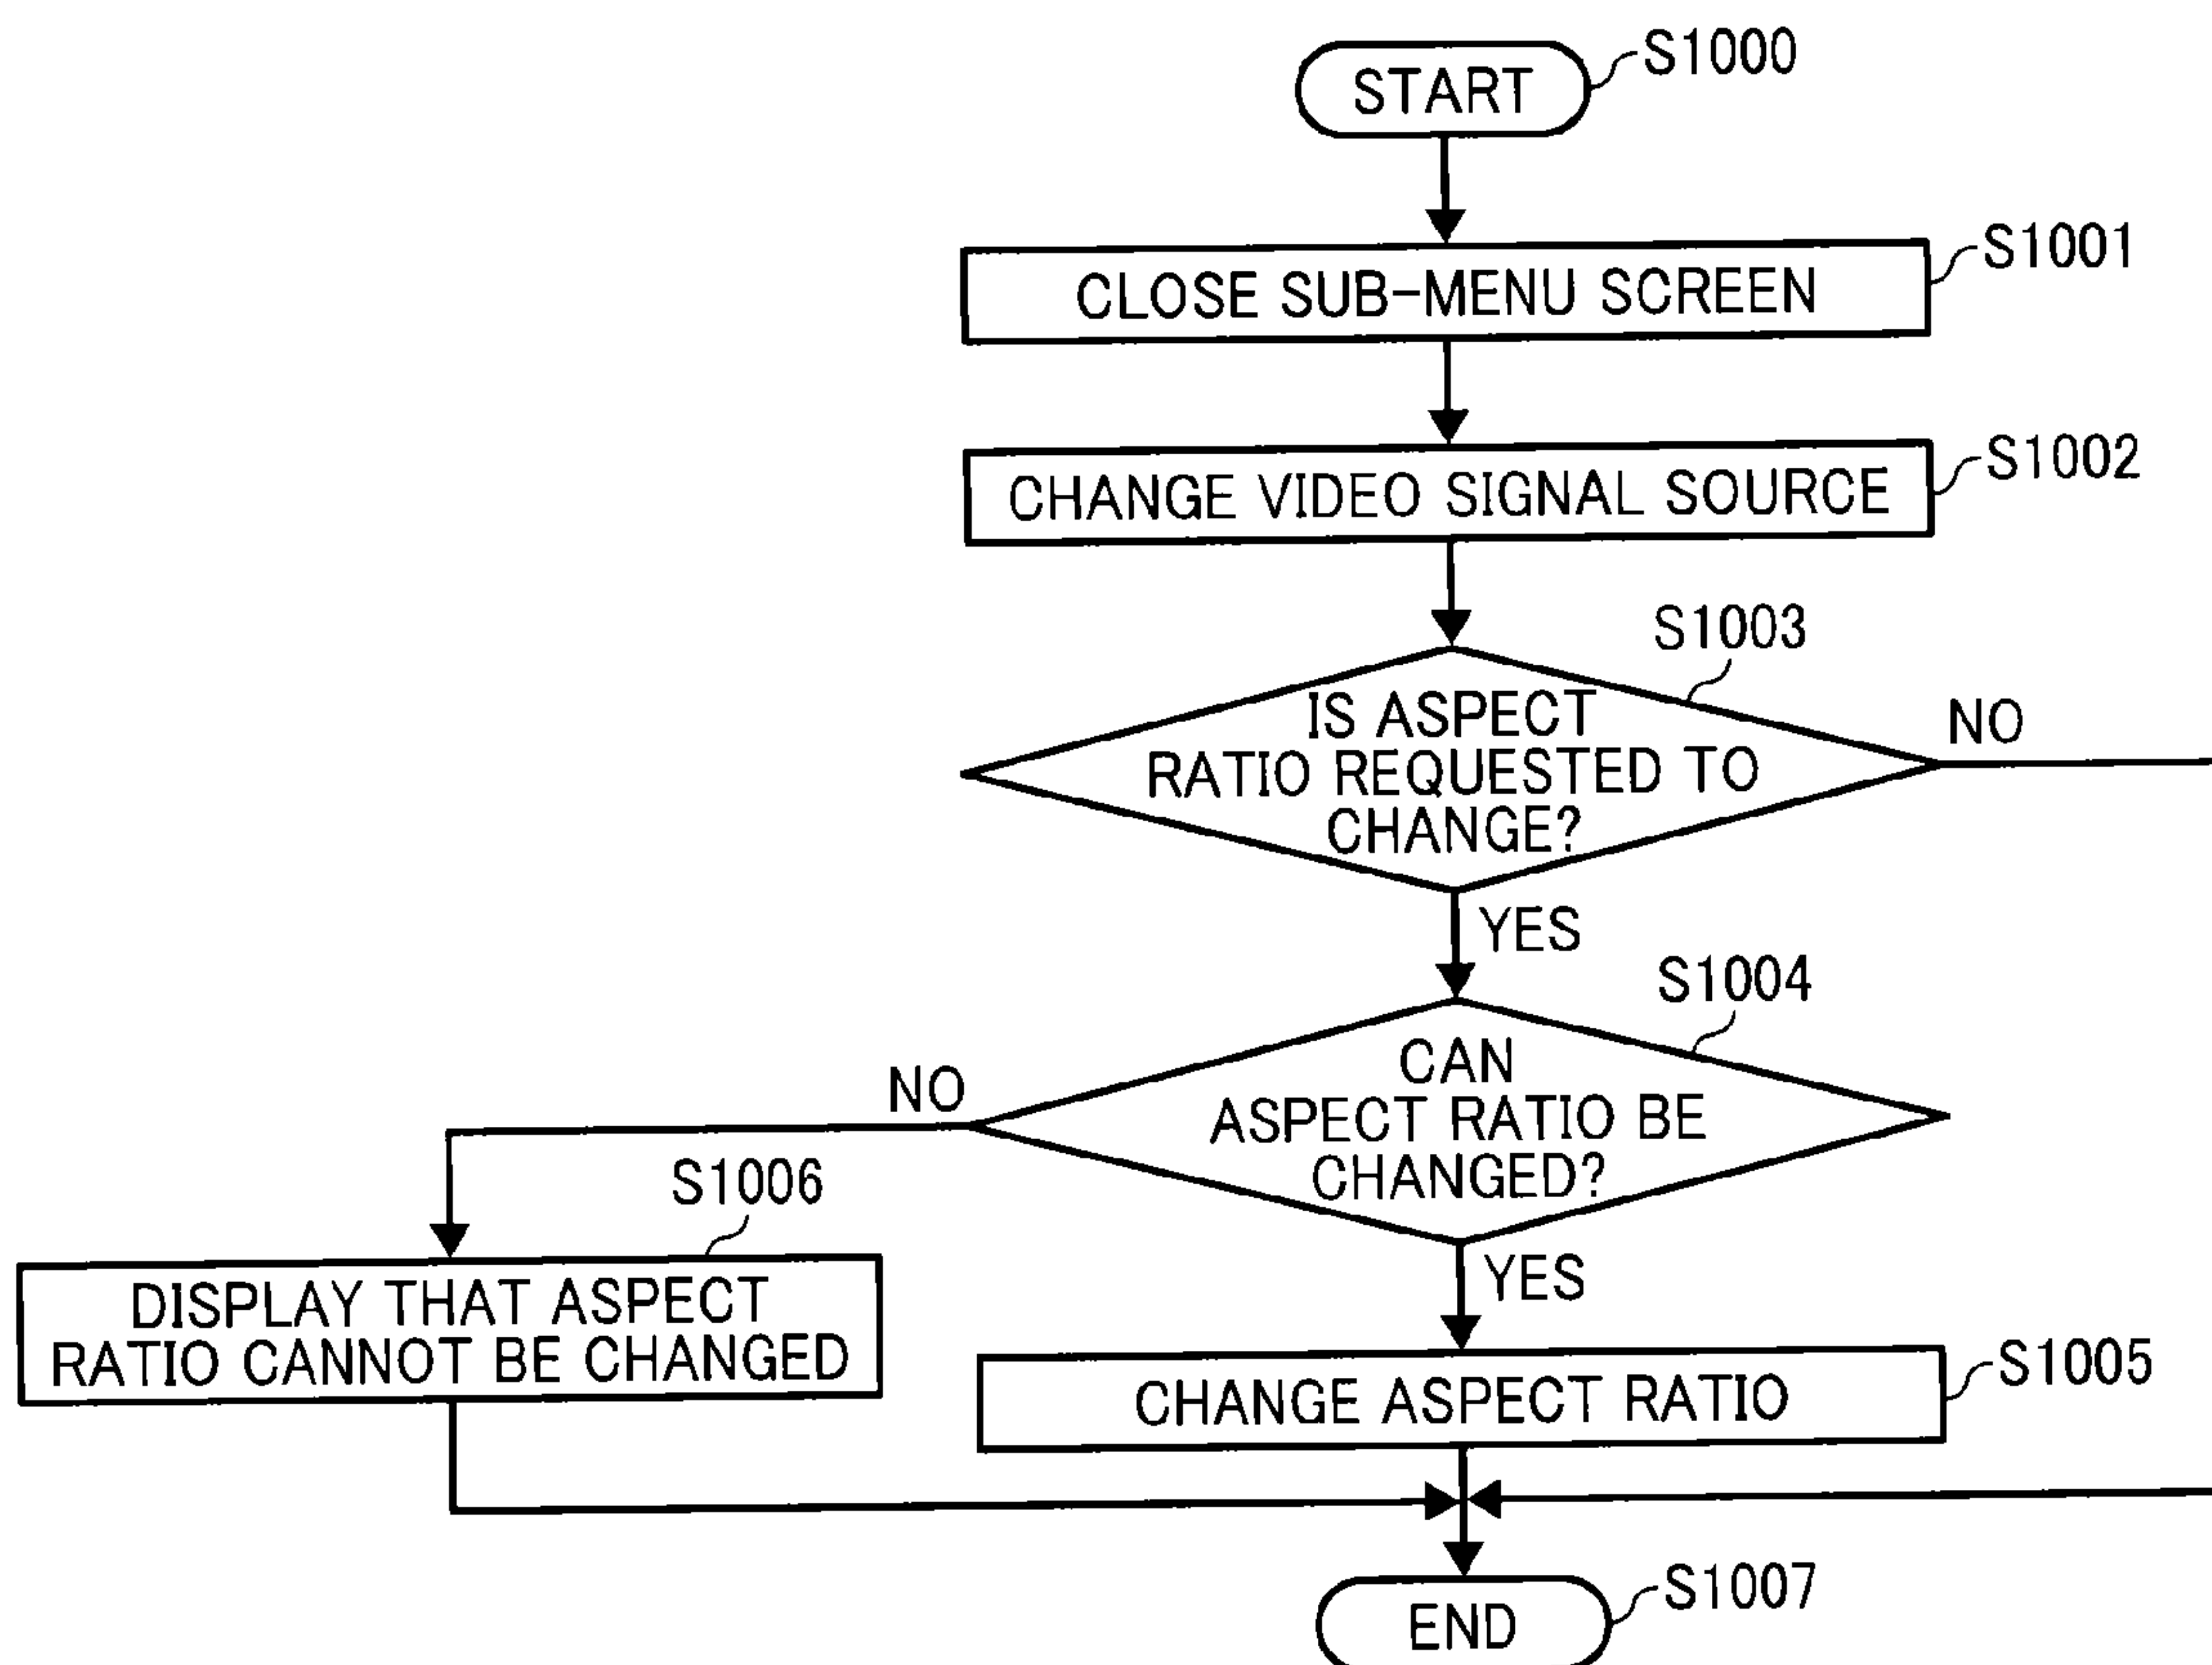 START
S1000
CLOSE SUB-MENU SCREEN
S1001
CHANGE VIDEO SIGNAL SOURCE
S1002
S1003
IS ASPECT
RATIO REQUESTED TO
CHANGE?
NO
YES
S1004
CAN
ASPECT RATIO BE
CHANGED?
NO
YES
S1006
DISPLAY THAT ASPECT
RATIO CANNOT BE CHANGED
CHANGE ASPECT RATIO
S1005
END
S1007